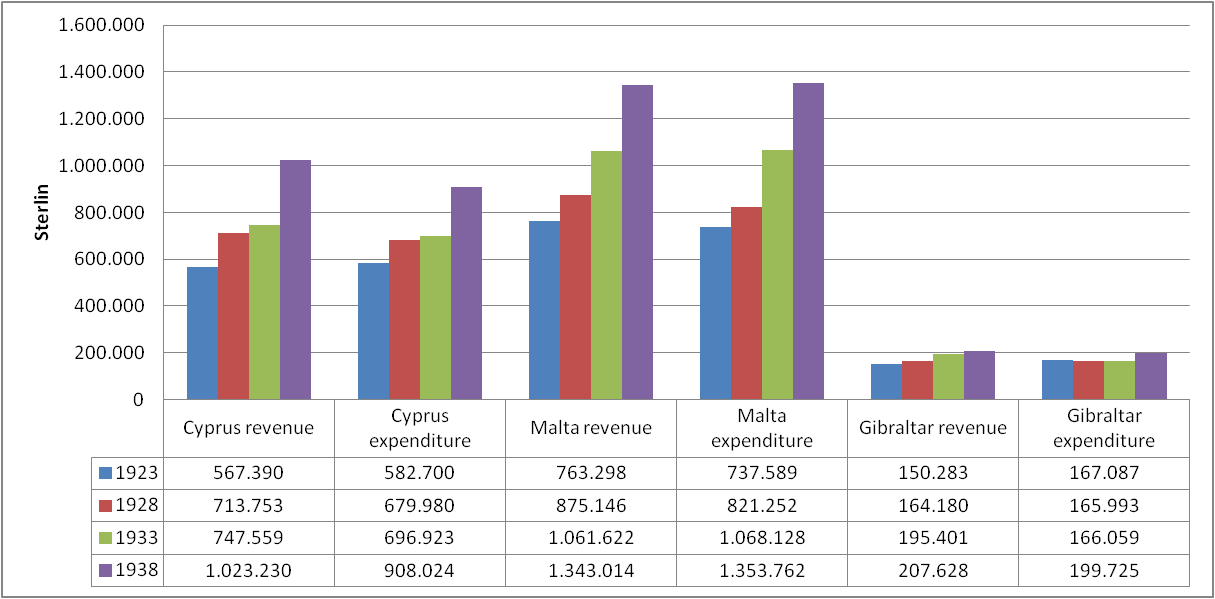 1.600.000
1.400.000
1.200.000
1.000.000
800.000
600.000
400.000
200.000
0
Sterlin
Cyprus revenue
Cyprus
expenditure
Malta revenue
Malta
expenditure
Gibraltar revenue
Gibraltar
expenditure
1923 567.390 582.700 763.298 737.589 150.283 167.087
1928 713.753 679.980 875.146 821.252 164.180 165.993
1933 747.559 696.923 1.061.622 1.068.128 195.401 166.059
1938 1.023.230 908.024 1.343.014 1.353.762 207.628 199.725